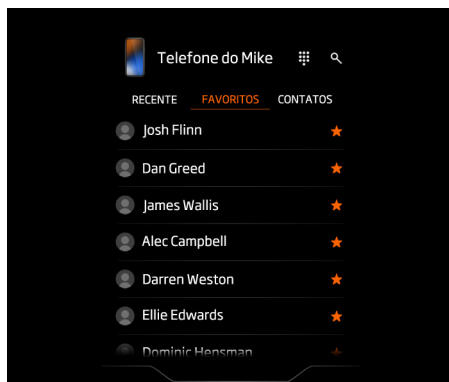 Telefone do Mike
RECENTE FAVORITOS CONTATOS
Josh Flinn
Dan Greed
James Wallis
Alec Campbell
Darren Weston
Ellie Edwards
Dominic Hensman